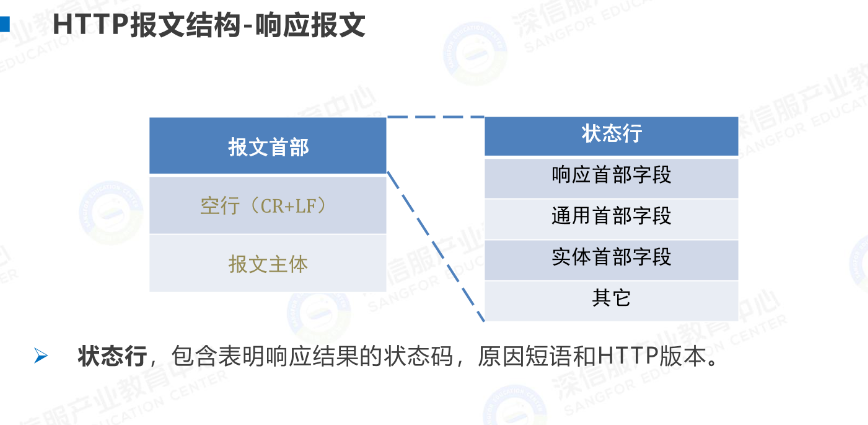 HTTP报文结构-响应报文
报文首部
空行（CR+LF）
报文主体
状态行
响应首部字段
通用首部字段
实体首部字段
其它
状态行，包含表明响应结果的状态码，原因短语和HTTP版本。
深信服产业教育中心
SANGFOR EDUCATION CENTER